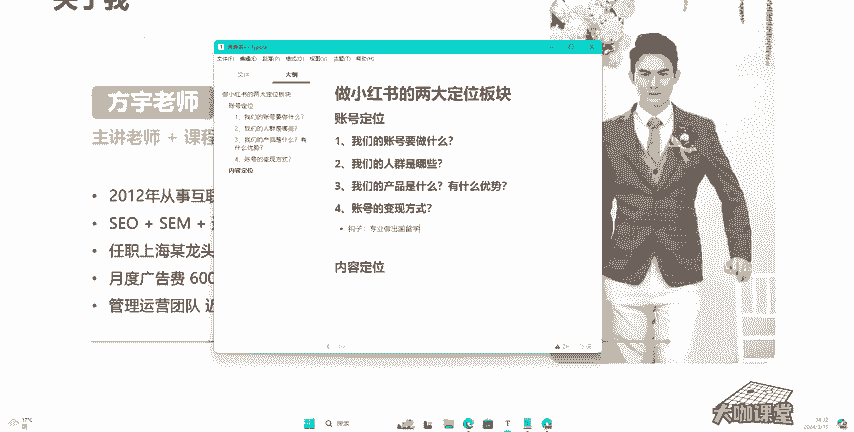 关于我
方宇老师
主讲老师 + 课程
2012年从事互联
SEO + SEM +
任职上海某龙头
月度广告费 600
管理运营团队 近
文件(F) 编辑(E) 段落(P) 格式(O) 视图(V) 主题(T) 帮助(H)
文件 大纲
做小红书的两大定位板块
账号定位
1、我们的账号要做什么?
2、我们的人群是哪些?
3、我们的产品是什么? 有什么优势?
4、账号的变现方式?
内容定位
做小红书的两大定位板块
账号定位
1、我们的账号要做什么?
2、我们的人群是哪些?
3、我们的产品是什么? 有什么优势?
4、账号的变现方式?
例子: 专业做出国留学
内容定位
大咖课堂
搜索